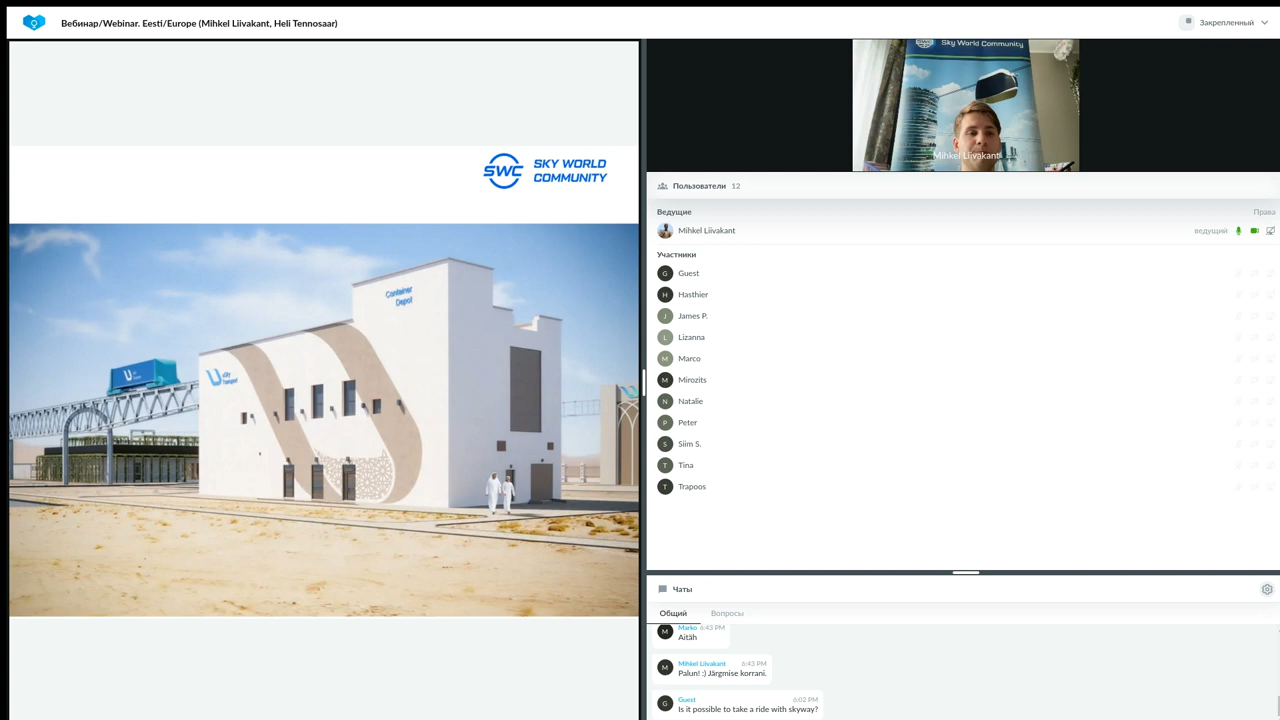 Вебинар/Webinar. Eesti/Europe (Mihkel Liivakant, Heli Tennosaar)
Закрепленный
SWC SKY WORLD
COMMUNITY
Container
Depot
uSky
Transport
Sky World Community
Mihkel Liivakant
Пользователи 12
Ведущие
Права
Mihkel Liivakant
ведущий
Участники
G Guest
H Hasthier
J James P.
L Lizanna
M Marco
M Mirozits
N Natalie
P Peter
S Siim S.
T Tina
T Trapoos
Чаты
Общий
Вопросы
M Marko 6:43 PM
Aitäh
M Mihkel Liivakant 6:43 PM
Palun! :) Järgmise korrani.
G Guest 6:02 PM
Is it possible to take a ride with skyway?